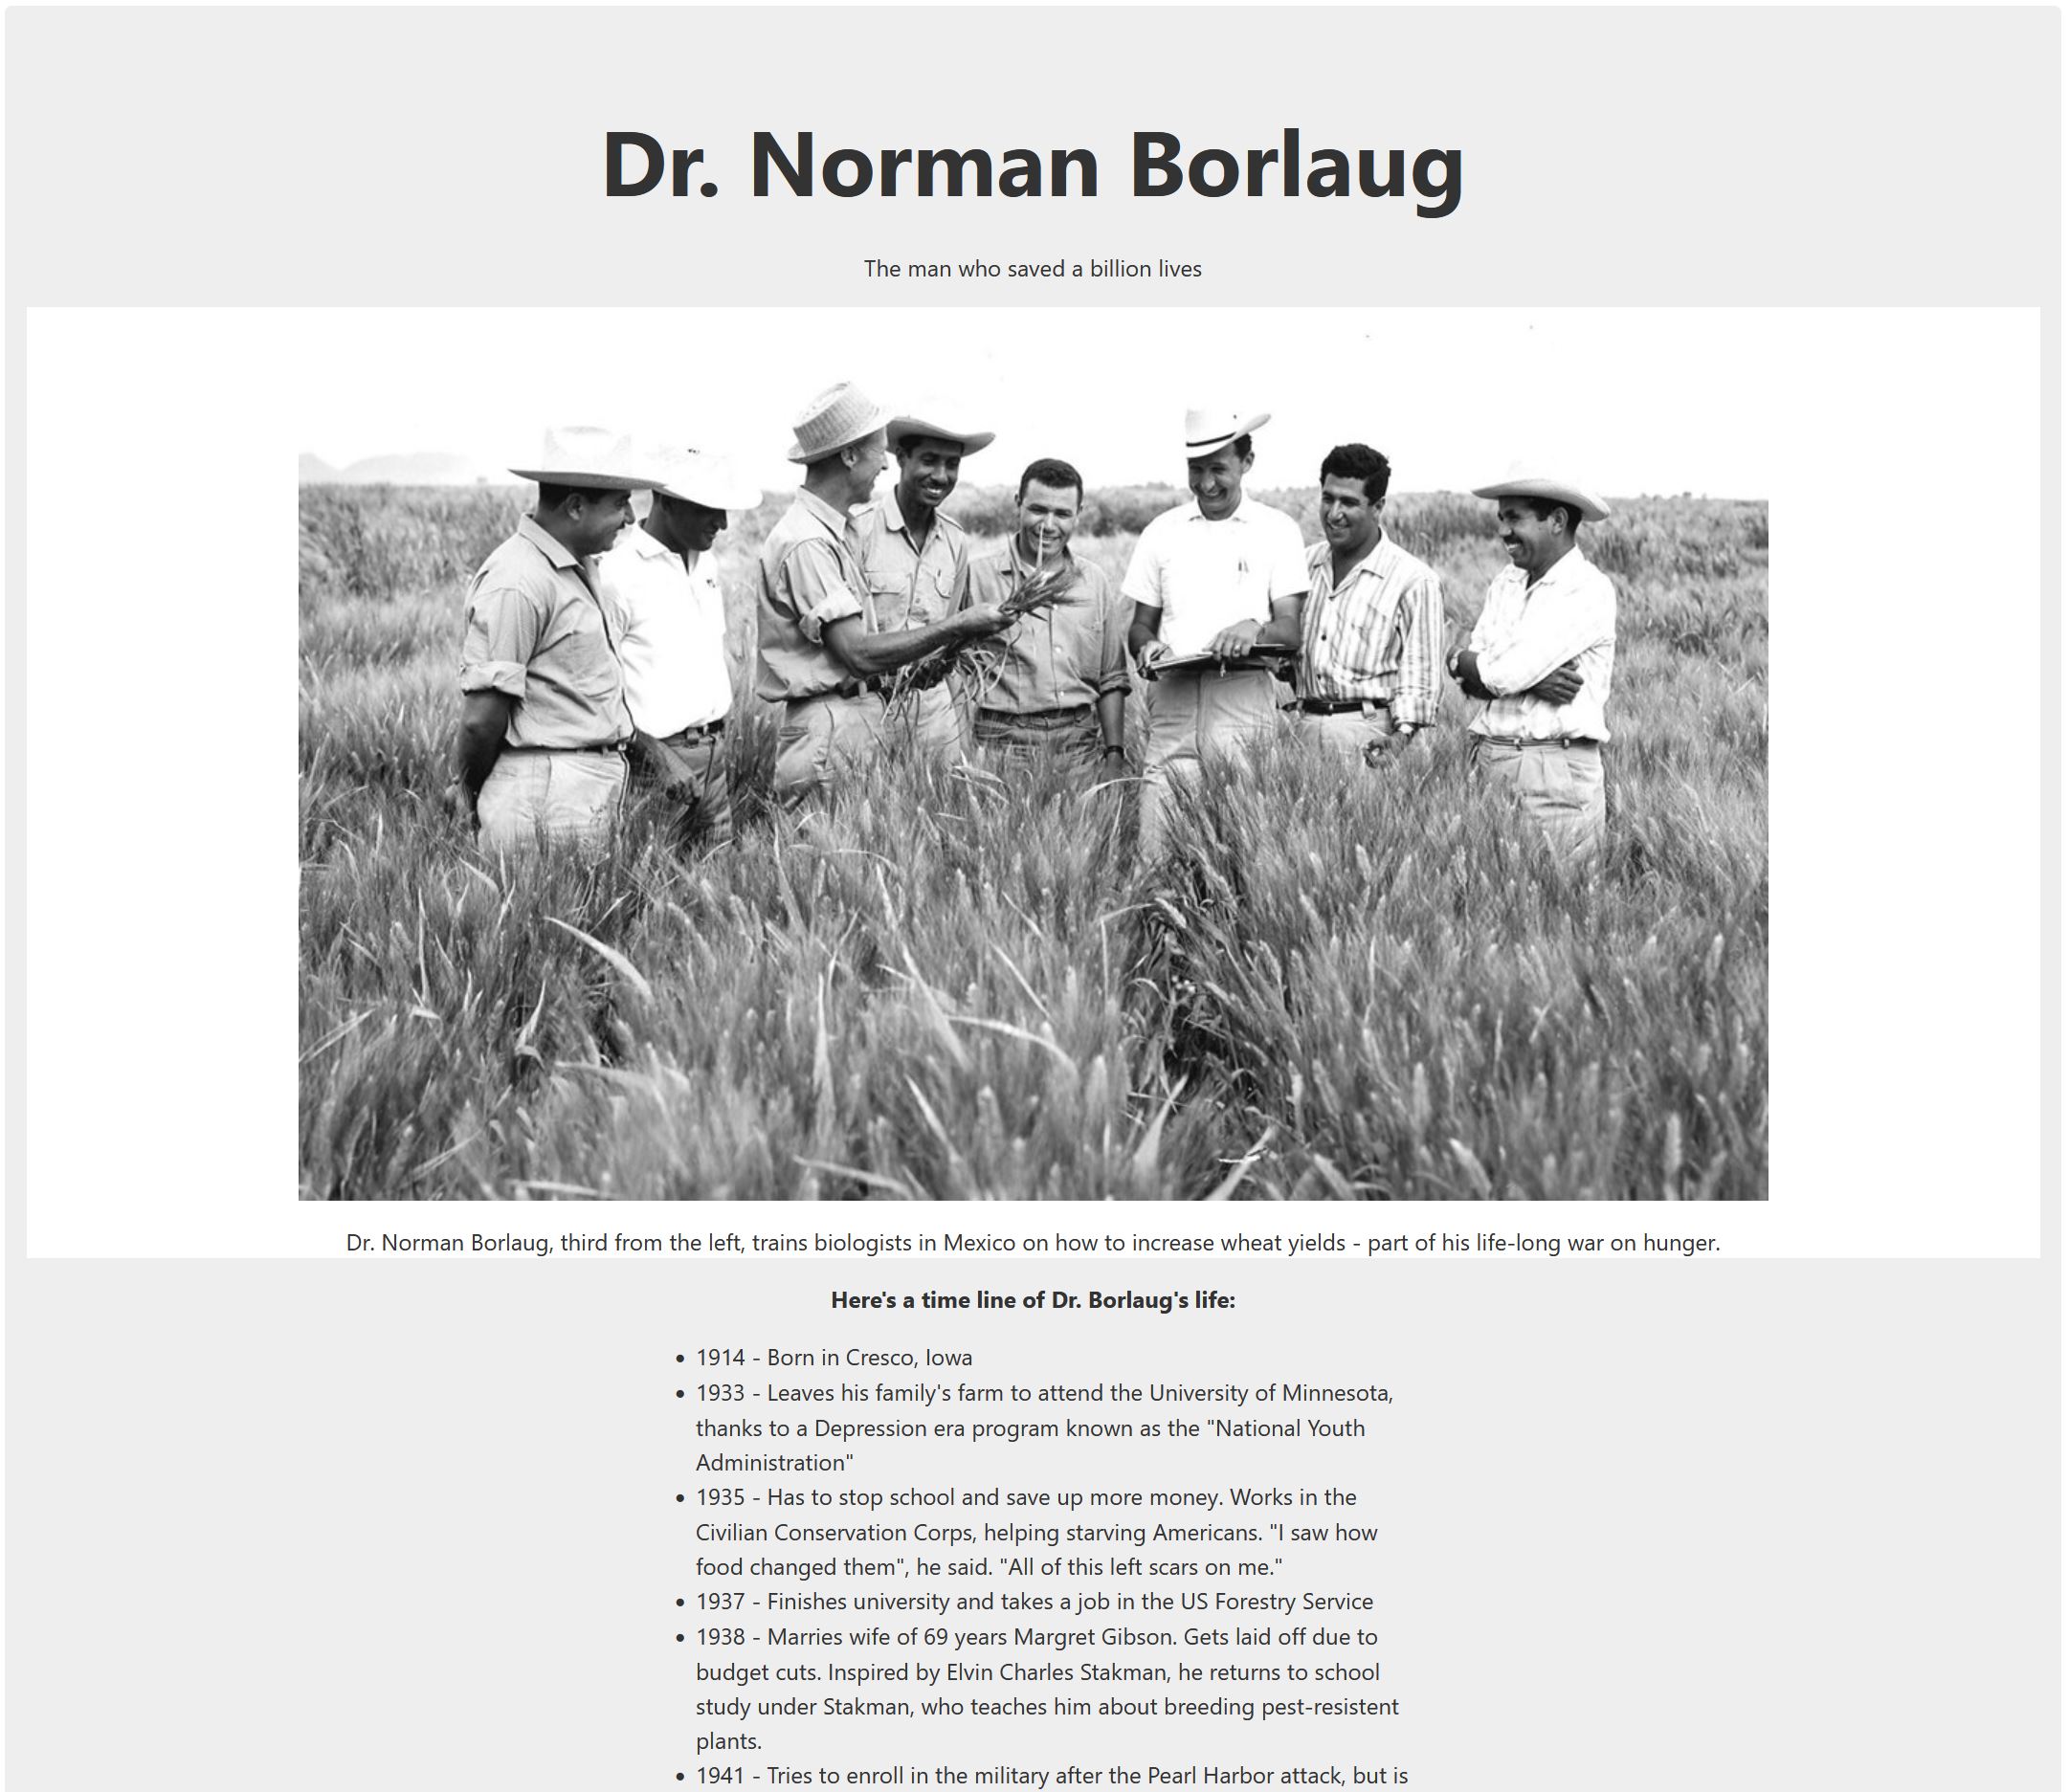 Dr. Norman Borlaug
The man who saved a billion lives
Dr. Norman Borlaug, third from the left, trains biologists in Mexico on how to increase wheat yields - part of his life-long war on hunger.
Here's a time line of Dr. Borlaug's life:
• 1914 - Born in Cresco, Iowa
• 1933 - Leaves his family's farm to attend the University of Minnesota,
thanks to a Depression era program known as the "National Youth
Administration"
• 1935 - Has to stop school and save up more money. Works in the
Civilian Conservation Corps, helping starving Americans. "I saw how
food changed them", he said. "All of this left scars on me."
• 1937 - Finishes university and takes a job in the US Forestry Service
• 1938 - Marries wife of 69 years Margret Gibson. Gets laid off due to
budget cuts. Inspired by Elvin Charles Stakman, he returns to school
study under Stakman, who teaches him about breeding pest-resistent
plants.
• 1941 - Tries to enroll in the military after the Pearl Harbor attack, but is